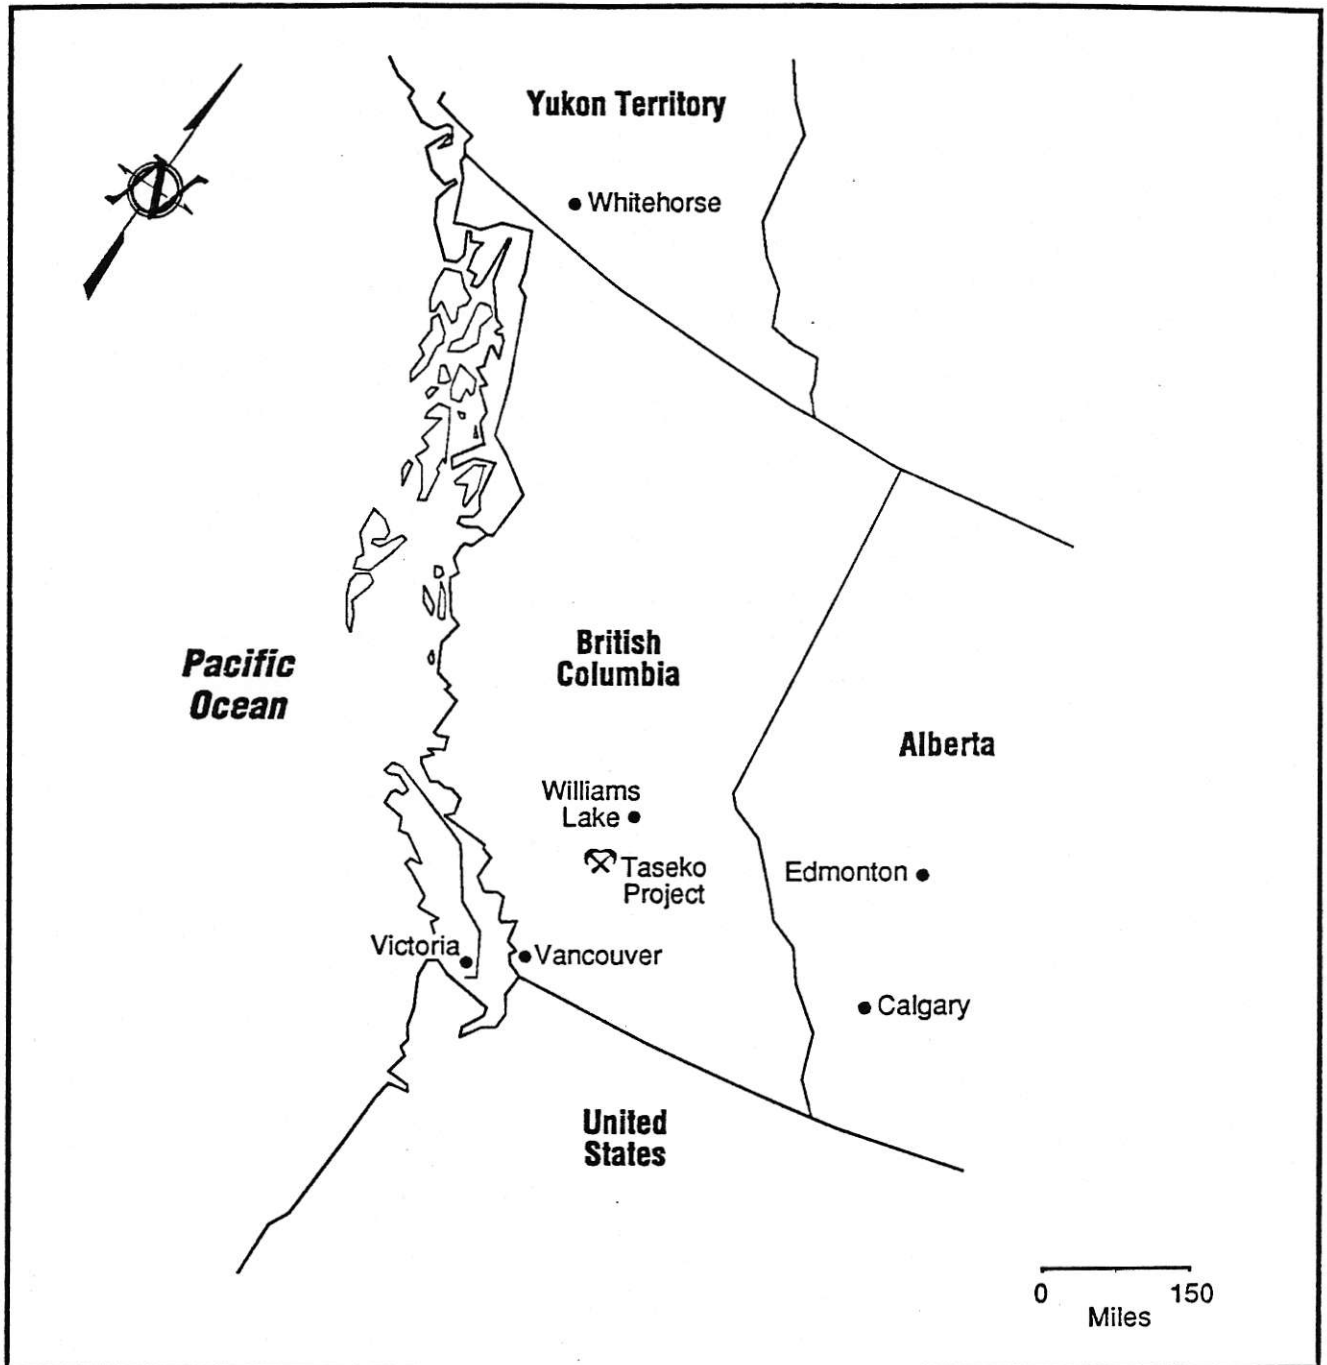 Yukon Territory
Whitehorse
Pacific
Ocean
British
Columbia
Alberta
Williams
Lake
Taseko
Project
Edmonton
Victoria
Vancouver
Calgary
United
States
0 150
Miles